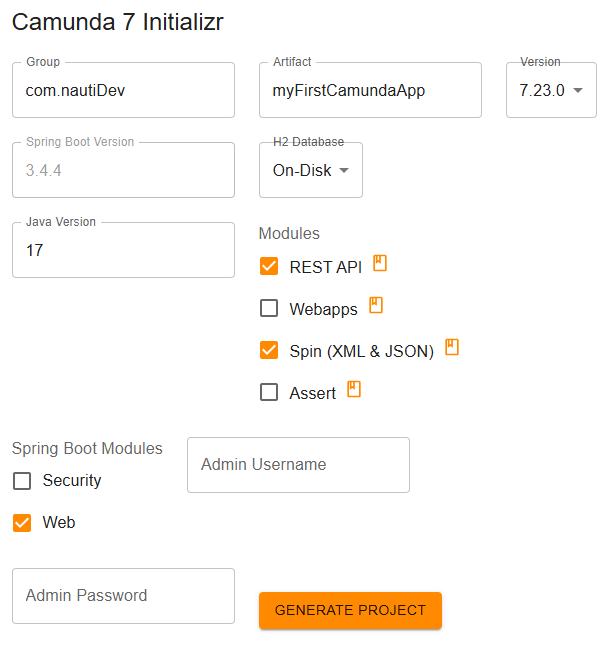 Camunda 7 Initializr
Group
com.nautiDev
Artifact
myFirstCamundaApp
Version
7.23.0
Spring Boot Version
3.4.4
H2 Database
On-Disk
Java Version
17
Modules
REST API
Webapps
Spin (XML & JSON)
Assert
Spring Boot Modules
Security
Web
Admin Username
Admin Password
GENERATE PROJECT